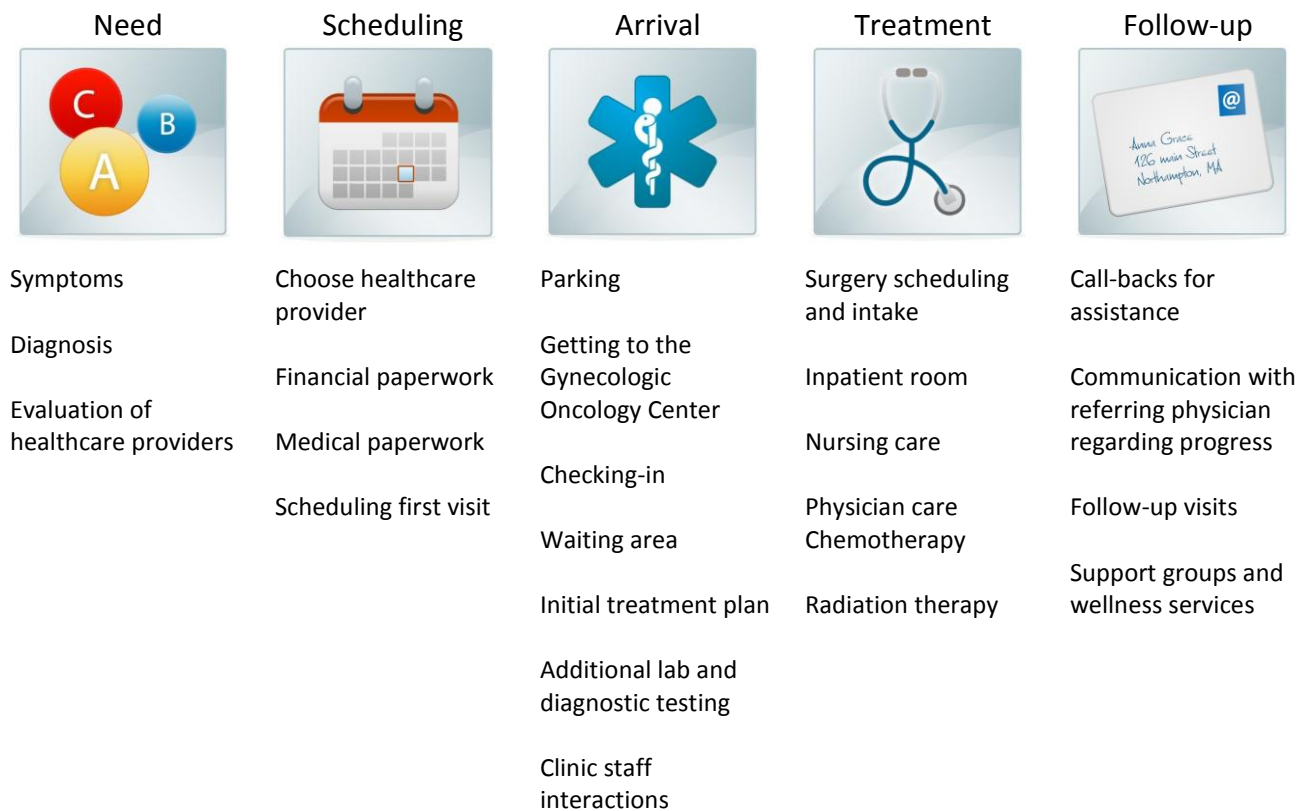 Need
Scheduling
Arrival
Treatment
Follow-up
C
B
A
@
Anna Grace
126 main Street
Northampton, MA
Symptoms
Diagnosis
Evaluation of
healthcare providers
Choose healthcare
provider
Financial paperwork
Medical paperwork
Scheduling first visit
Parking
Getting to the
Gynecologic
Oncology Center
Checking-in
Waiting area
Initial treatment plan
Additional lab and
diagnostic testing
Clinic staff
interactions
Surgery scheduling
and intake
Inpatient room
Nursing care
Physician care
Chemotherapy
Radiation therapy
Call-backs for
assistance
Communication with
referring physician
regarding progress
Follow-up visits
Support groups and
wellness services